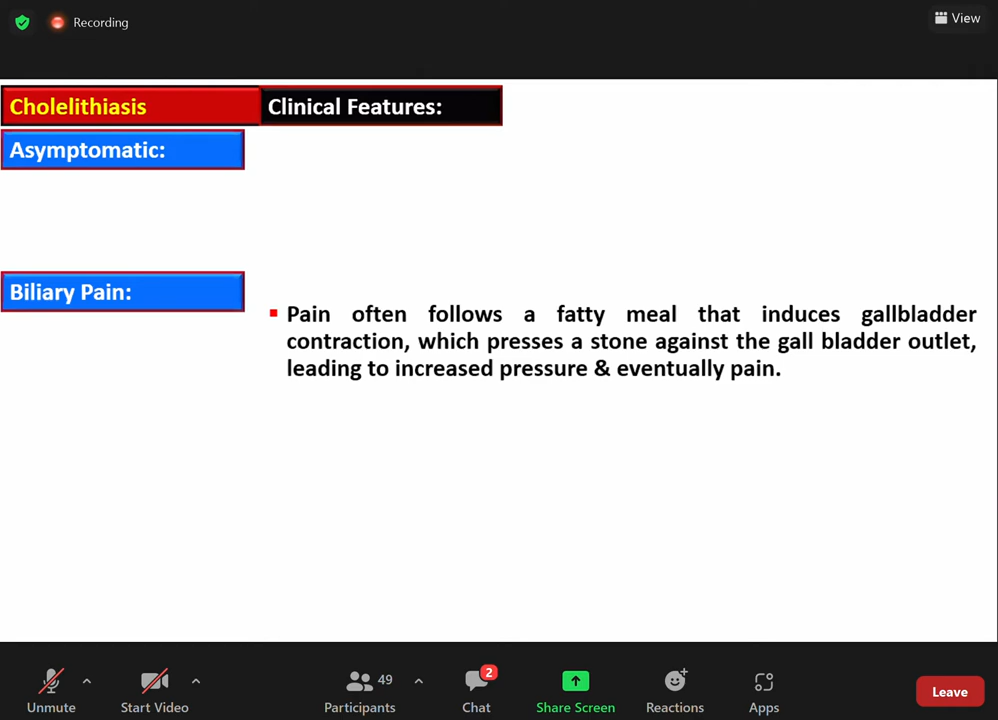 Recording
View
Cholelithiasis Clinical Features:
Asymptomatic:
Biliary Pain:
▪ Pain often follows a fatty meal that induces gallbladder
contraction, which presses a stone against the the gall bladder outlet,
leading to increased pressure & eventually pain.
49
2
Unmute
Start Video
Participants
Chat
Share Screen
Reactions
Apps
Leave